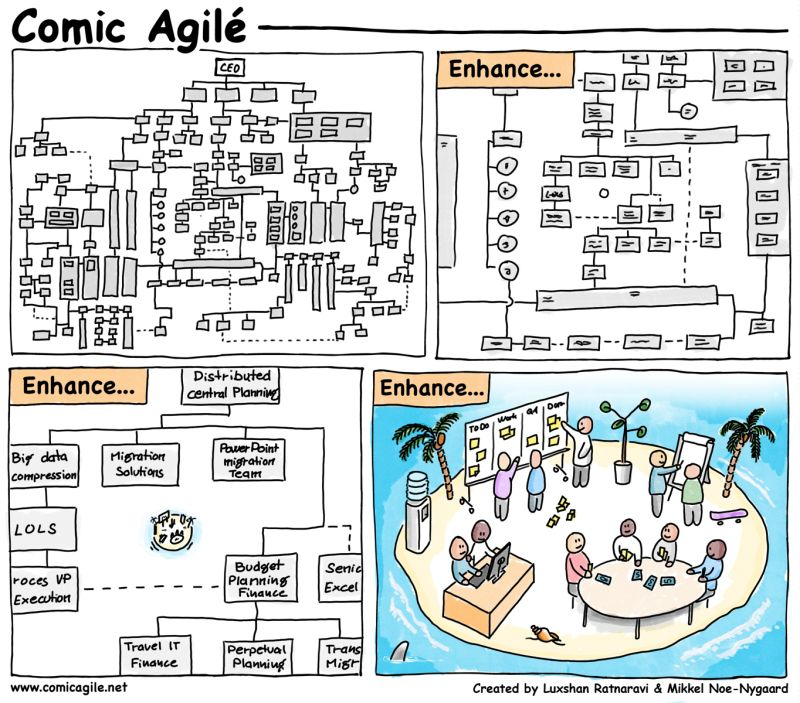 Comic Agilé
CEO
Enhance...
Enhance...
Distributed
central Planning
Big data
compression
Migration
Solutions
PowerPoint
migration
Team
LOLS
roces VP
Execution
Budget
Planning
Finance
Senic
Excel
Travel IT
Finance
Perpetual
Planning
Trans
Migr
Enhance...
To Do
Work
QA
Done
www.comicagile.net
Created by Luxshan Ratnaravi & Mikkel Noe-Nygaard